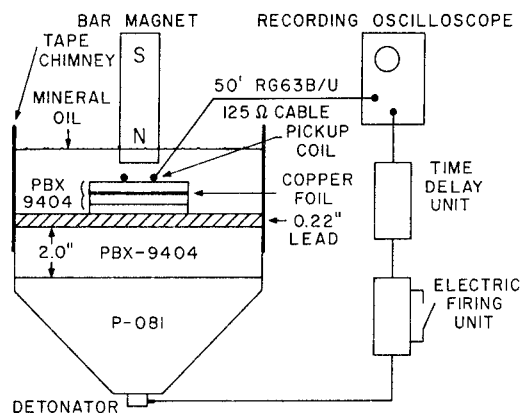 BAR MAGNET
RECORDING OSCILLOSCOPE
TAPE
CHIMNEY
S
N
MINERAL
OIL
50' RG63B/U
125 Ω CABLE
PICKUP
COIL
PBX
9404
COPPER
FOIL
0.22"
LEAD
TIME
DELAY
UNIT
2.0"
PBX-9404
P-081
ELECTRIC
FIRING
UNIT
DETONATOR